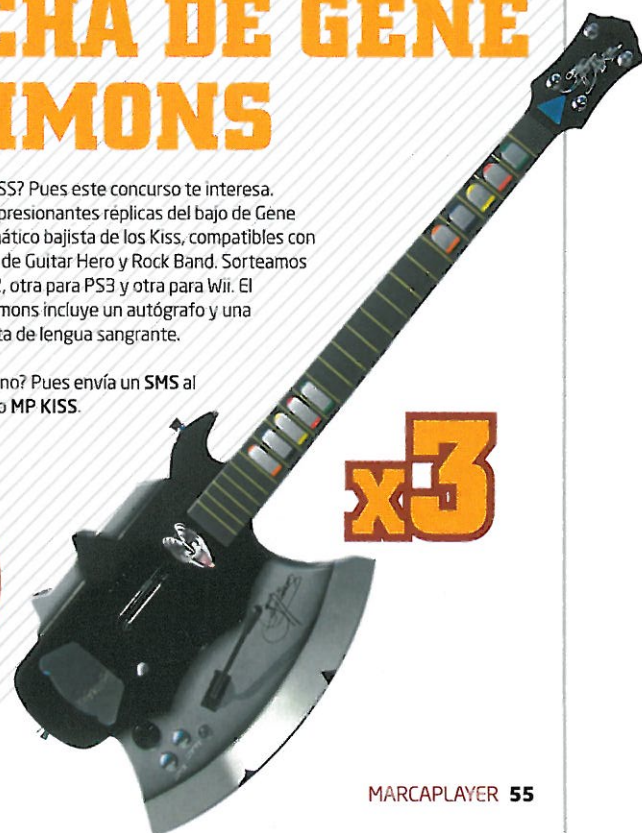 CHA DE GENE
IMONS
SS? Pues este concurso te interesa.
presionantes réplicas del bajo de Gene
nático bajista de los Kiss, compatibles con
de Guitar Hero y Rock Band. Sorteamos
2, otra para PS3 y otra para Wii. El
mons incluye un autógrafo y una
ta de lengua sangrante.
no? Pues envía un SMS al
o MP KISS.
x3
MARCAPLAYER 55